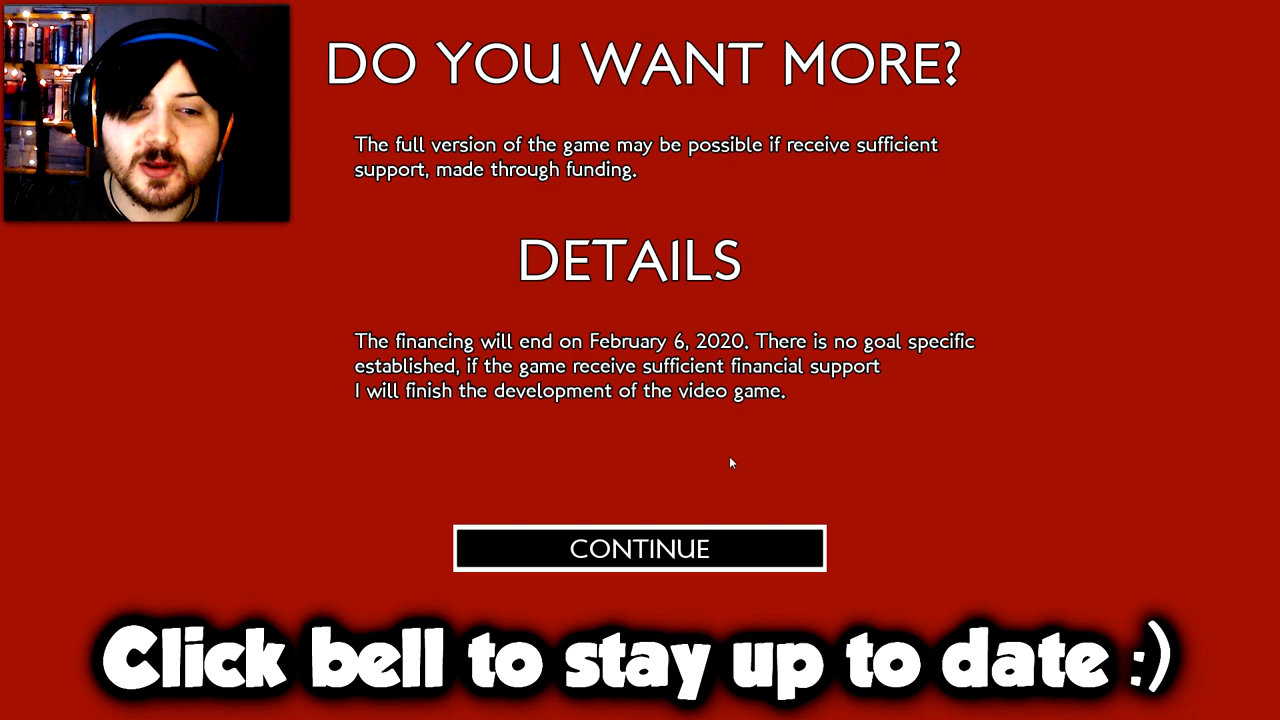 DO YOU WANT MORE?
The full version of the game may be possible if receive sufficient
support, made through funding.
DETAILS
The financing will end on February 6, 2020. There is no goal specific
established, if the game receive sufficient financial support
I will finish the development of the video game.
CONTINUE
Click bell to stay up to date :)